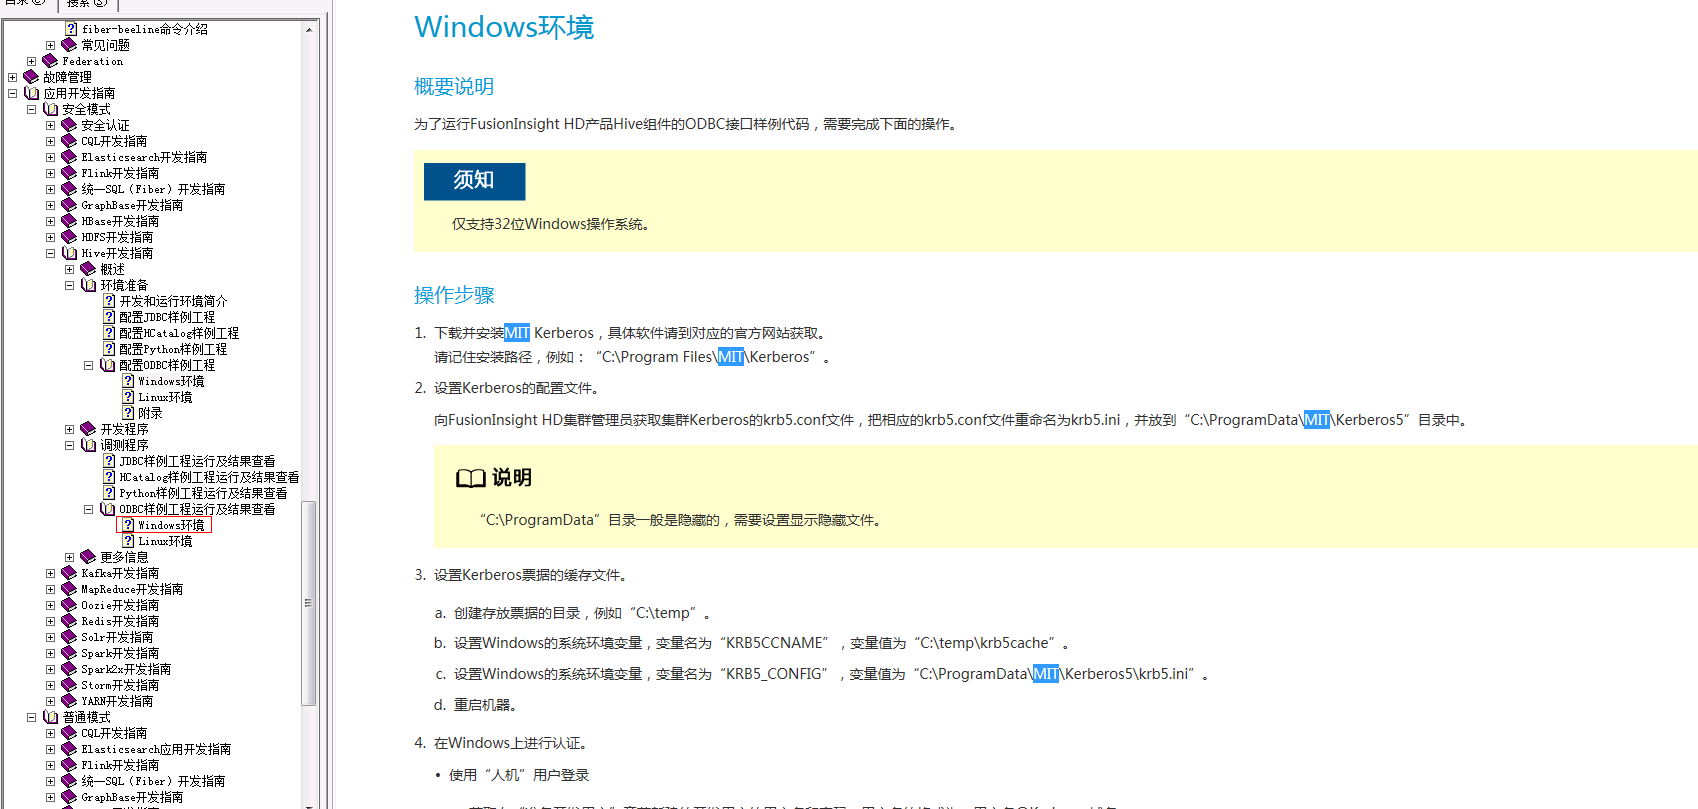 搜索(S)
fiber-beeline命令介绍
常见问题
Federation
故障管理
应用开发指南
安全模式
安全认证
CQL开发指南
Elasticsearch开发指南
Flink开发指南
统一SQL（Fiber）开发指南
GraphBase开发指南
HBase开发指南
HDFS开发指南
Hive开发指南
概述
环境准备
开发和运行环境简介
配置JDBC样例工程
配置HCatalog样例工程
配置Python样例工程
配置ODBC样例工程
Windows环境
Linux环境
附录
开发程序
调测程序
JDBC样例工程运行及结果查看
HCatalog样例工程运行及结果查看
Python样例工程运行及结果查看
ODBC样例工程运行及结果查看
Windows环境
Linux环境
更多信息
Kafka开发指南
MapReduce开发指南
Oozie开发指南
Redis开发指南
Solr开发指南
Spark开发指南
Spark2x开发指南
Storm开发指南
YARN开发指南
普通模式
CQL开发指南
Elasticsearch应用开发指南
Flink开发指南
统一SQL（Fiber）开发指南
GraphBase开发指南
Windows环境
概要说明
为了运行FusionInsight HD产品Hive组件的ODBC接口样例代码，需要完成下面的操作。
须知
仅支持32位Windows操作系统。
操作步骤
1. 下载并安装MIT Kerberos，具体软件请到对应的官方网站获取。
请记住安装路径，例如：“C:\Program Files\MIT\Kerberos”。
2. 设置Kerberos的配置文件。
向FusionInsight HD集群管理员获取集群Kerberos的krb5.conf文件，把相应的krb5.conf文件重命名为krb5.ini，并放到“C:\ProgramData\MIT\Kerberos5”目录中。
说明
“C:\ProgramData”目录一般是隐藏的，需要设置显示隐藏文件。
3. 设置Kerberos票据的缓存文件。
a. 创建存放票据的目录，例如“C:\temp”。
b. 设置Windows的系统环境变量，变量名为“KRB5CCNAME”，变量值为“C:\temp\krb5cache”。
c. 设置Windows的系统环境变量，变量名为“KRB5_CONFIG”，变量值为“C:\ProgramData\MIT\Kerberos5\krb5.ini”。
d. 重启机器。
4. 在Windows上进行认证。
• 使用“人机”用户登录